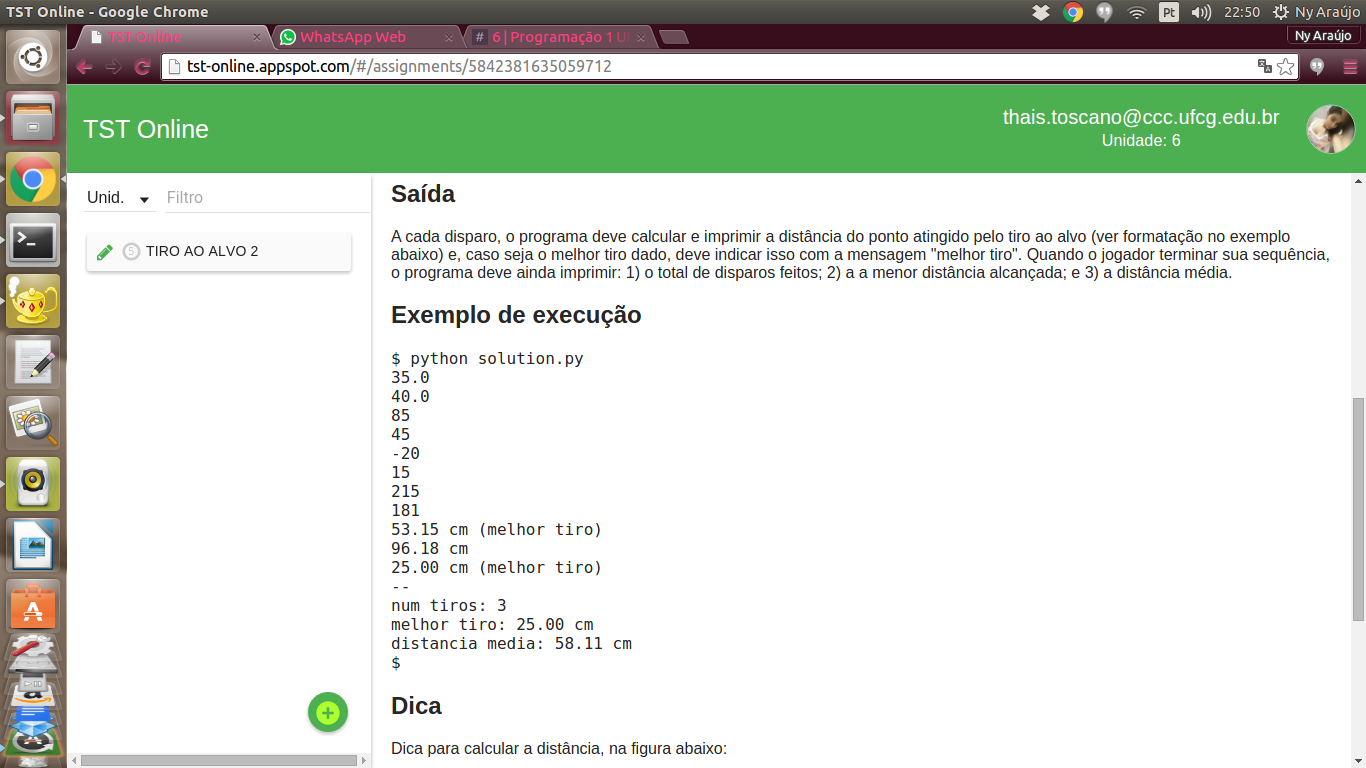 TST Online - Google Chrome
Pt
22:50
Ny Araújo
TST Online
WhatsApp Web
# 6 | Programação 1 U
Ny Araújo
tst-online.appspot.com/#/assignments/5842381635059712
TST Online
thais.toscano@ccc.ufcg.edu.br
Unidade: 6
Unid.
Filtro
5 TIRO AO ALVO 2
Saída
A cada disparo, o programa deve calcular e imprimir a distância do ponto atingido pelo tiro ao alvo (ver formatação no exemplo
abaixo) e, caso seja o melhor tiro dado, deve indicar isso com a mensagem "melhor tiro". Quando o jogador terminar sua sequência,
o programa deve ainda imprimir: 1) o total de disparos feitos; 2) a a menor distância alcançada; e 3) a distância média.
Exemplo de execução
$ python solution.py
35.0
40.0
85
45
-20
15
215
181
53.15 cm (melhor tiro)
96.18 cm
25.00 cm (melhor tiro)
--
num tiros: 3
melhor tiro: 25.00 cm
distancia media: 58.11 cm
$
Dica
Dica para calcular a distância, na figura abaixo: